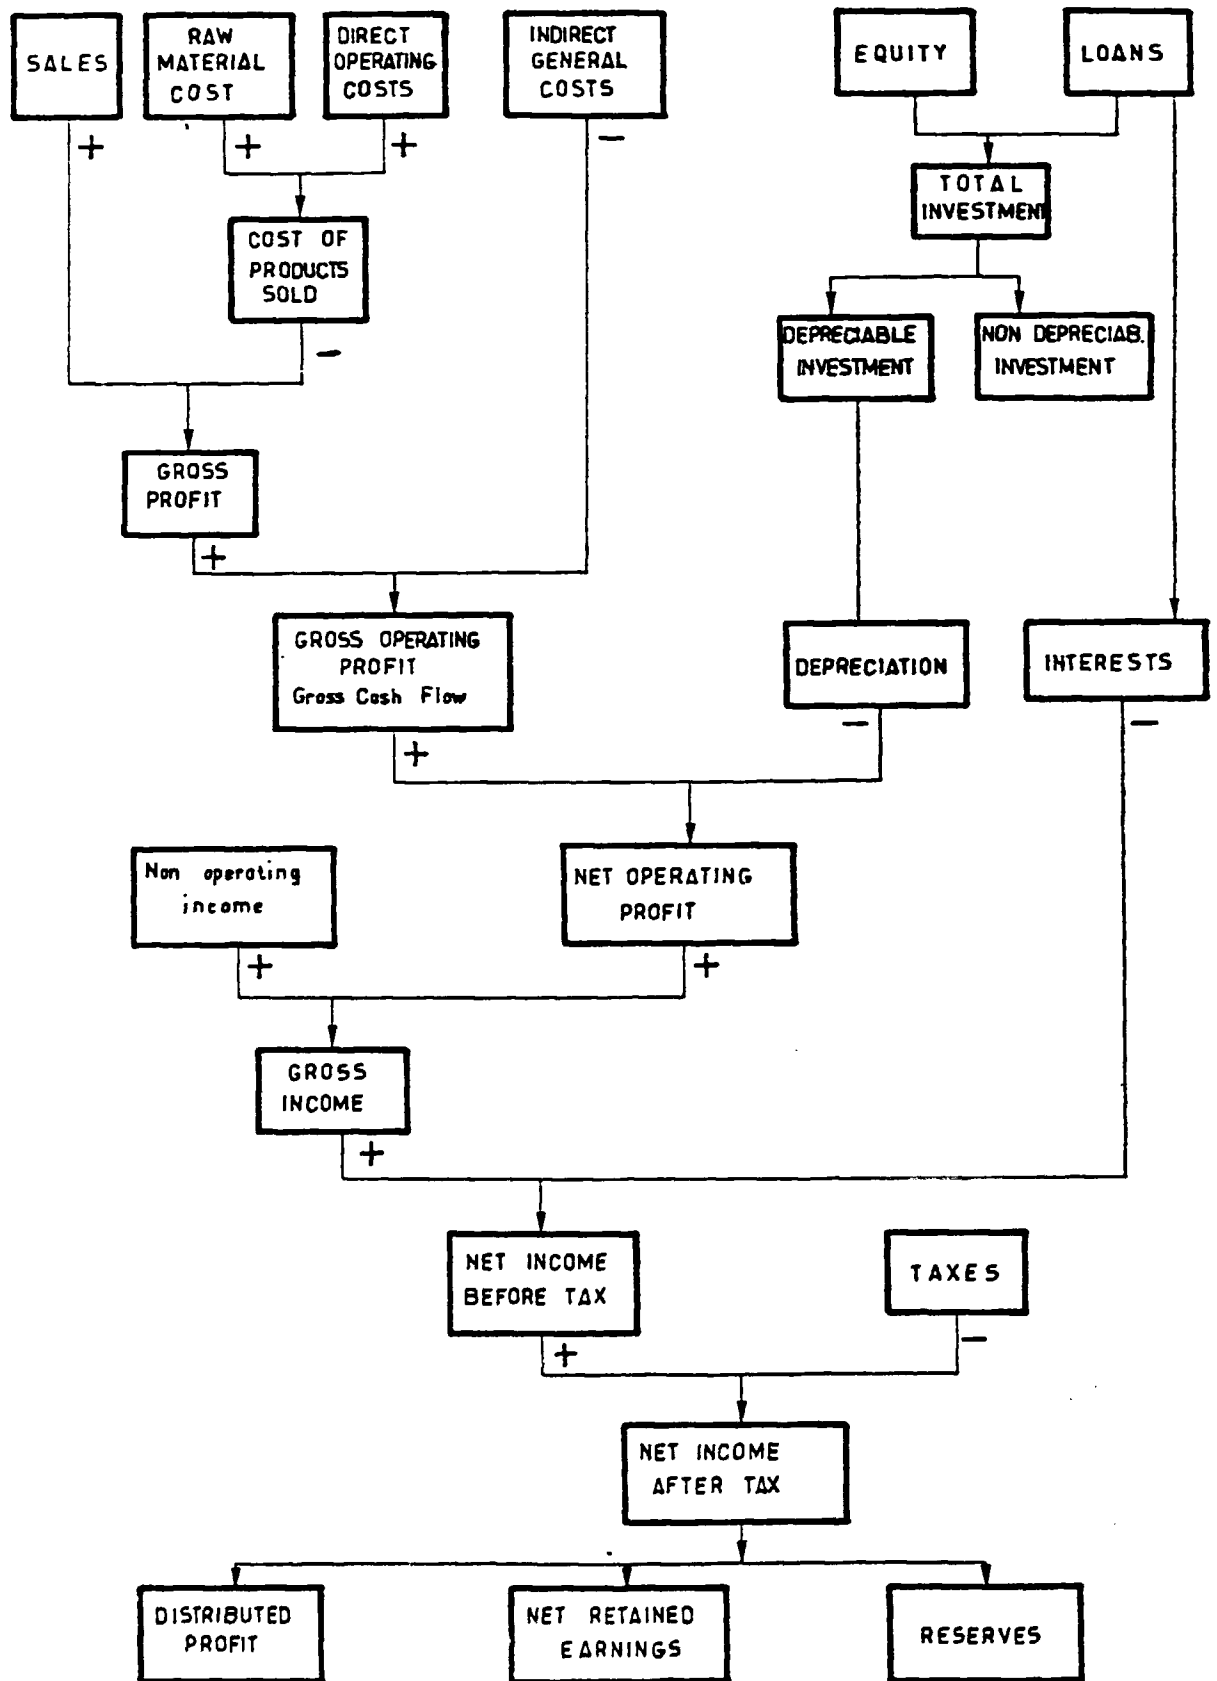 SALES
RAW
MATERIAL
COST
DIRECT
OPERATING
COSTS
INDIRECT
GENERAL
COSTS
EQUITY
LOANS
+
+
+
−
TOTAL
INVESTMENT
COST OF
PRODUCTS
SOLD
−
DEPRECIABLE
INVESTMENT
NON DEPRECIAB.
INVESTMENT
GROSS
PROFIT
+
GROSS OPERATING
PROFIT
Gross Cash Flow
DEPRECIATION
INTERESTS
+
−
−
Non operating
income
NET OPERATING
PROFIT
+
+
GROSS
INCOME
+
NET INCOME
BEFORE TAX
TAXES
+
−
NET INCOME
AFTER TAX
DISTRIBUTED
PROFIT
NET RETAINED
EARNINGS
RESERVES